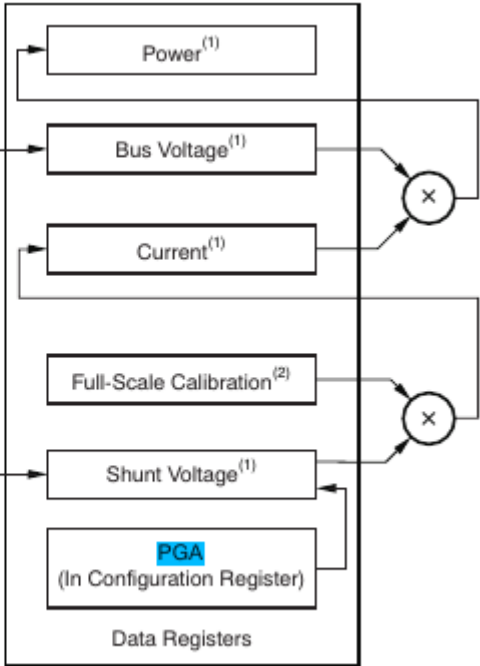 Power(1)
Bus Voltage(1)
×
Current(1)
Full-Scale Calibration(2)
×
Shunt Voltage(1)
PGA
(In Configuration Register)
Data Registers